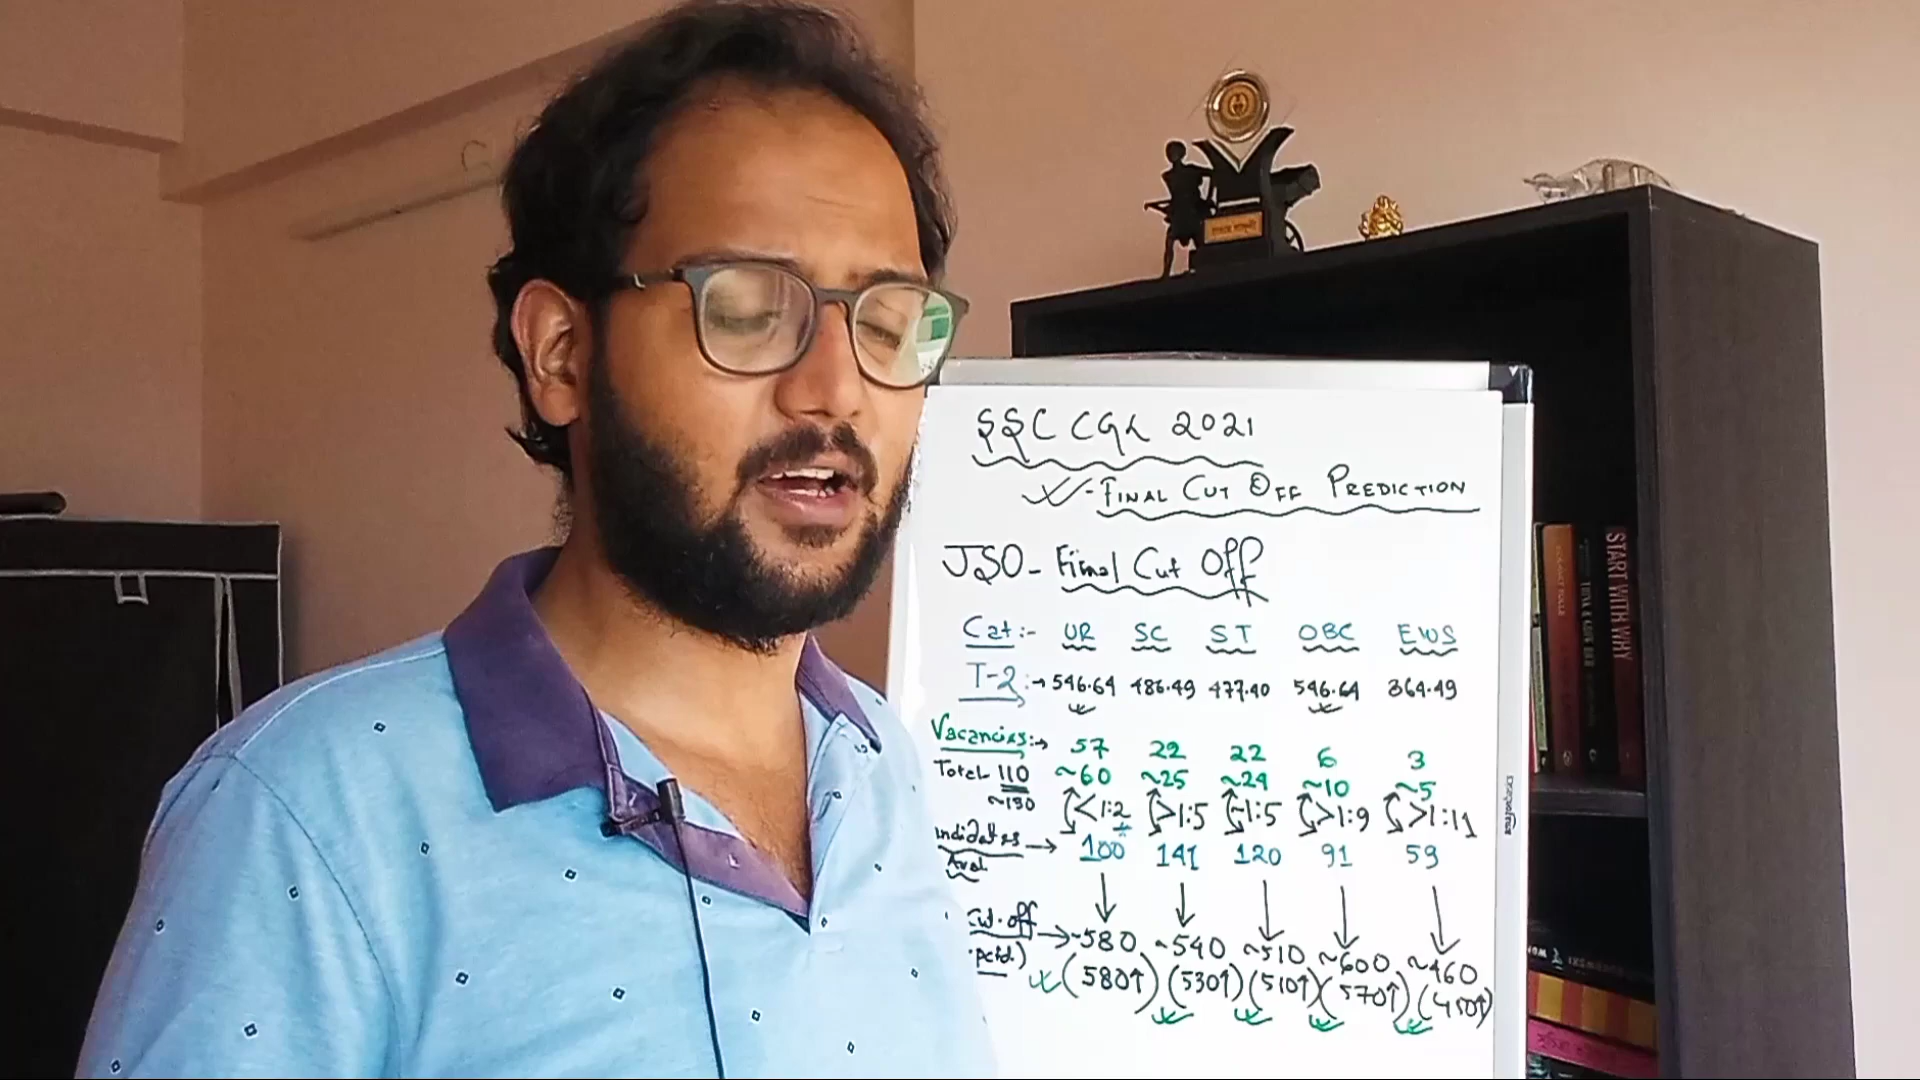 SSC CGL 2021
- FINAL CUT OFF PREDICTION
JSO - Final Cut Off
Cat :- UR SC ST OBC EWS
T-2 :→ 546.64 486.49 477.40 546.64 364.49
Vacancies :→ 57 22 22 6 3
Total 110 ~60 ~25 ~24 ~10 ~5
~130 <1:2 >1:5 ~1:5 >1:9 >1:11
andidates → 100 141 120 91 59
Aval
Cut-off → ~580 ~540 ~510 ~600 ~460
pctd.) (580↑) (530↑) (510↑) (570↑) (450↑)
START WITH WHY